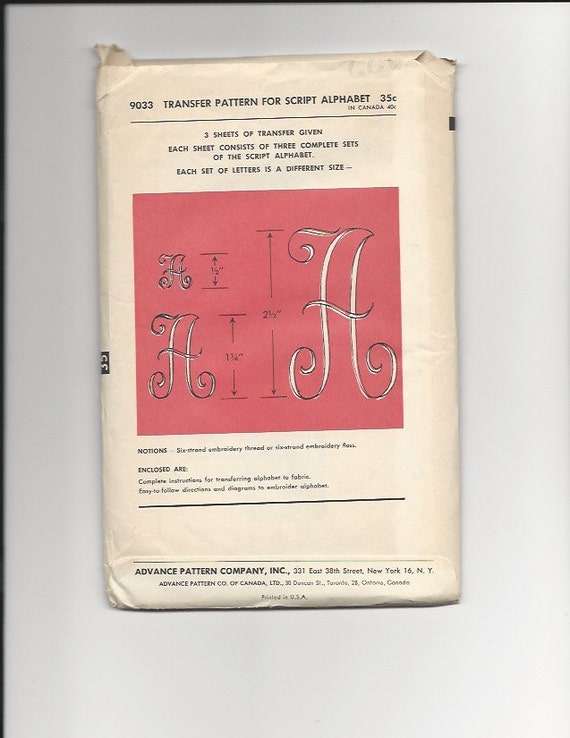 9033 TRANSFER PATTERN FOR SCRIPT ALPHABET 35c
IN CANADA 40c
3 SHEETS OF TRANSFER GIVEN
EACH SHEET CONSISTS OF THREE COMPLETE SETS
OF THE SCRIPT ALPHABET.
EACH SET OF LETTERS IS A DIFFERENT SIZE —
A
½"
A
1¼"
2½"
A
35
NOTIONS — Six-strand embroidery thread or six-strand embroidery floss.
ENCLOSED ARE:
Complete instructions for transferring alphabet to fabric.
Easy-to-follow directions and diagrams to embroider alphabet.
ADVANCE PATTERN COMPANY, INC., 331 East 38th Street, New York 16, N. Y.
ADVANCE PATTERN CO. OF CANADA, LTD., 30 Duncan St., Toronto, 2B, Ontario, Canada
Printed in U.S.A.